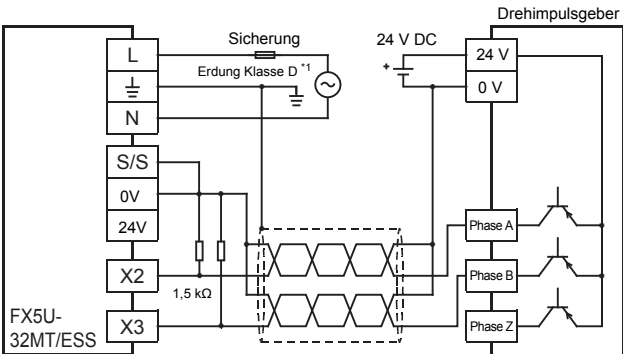 Drehimpulsgeber
L
Sicherung
24 V DC
24 V
Erdung Klasse D *1
+
0 V
N
S/S
0V
24V
Phase A
X2
1,5 kΩ
Phase B
X3
Phase Z
FX5U-
32MT/ESS